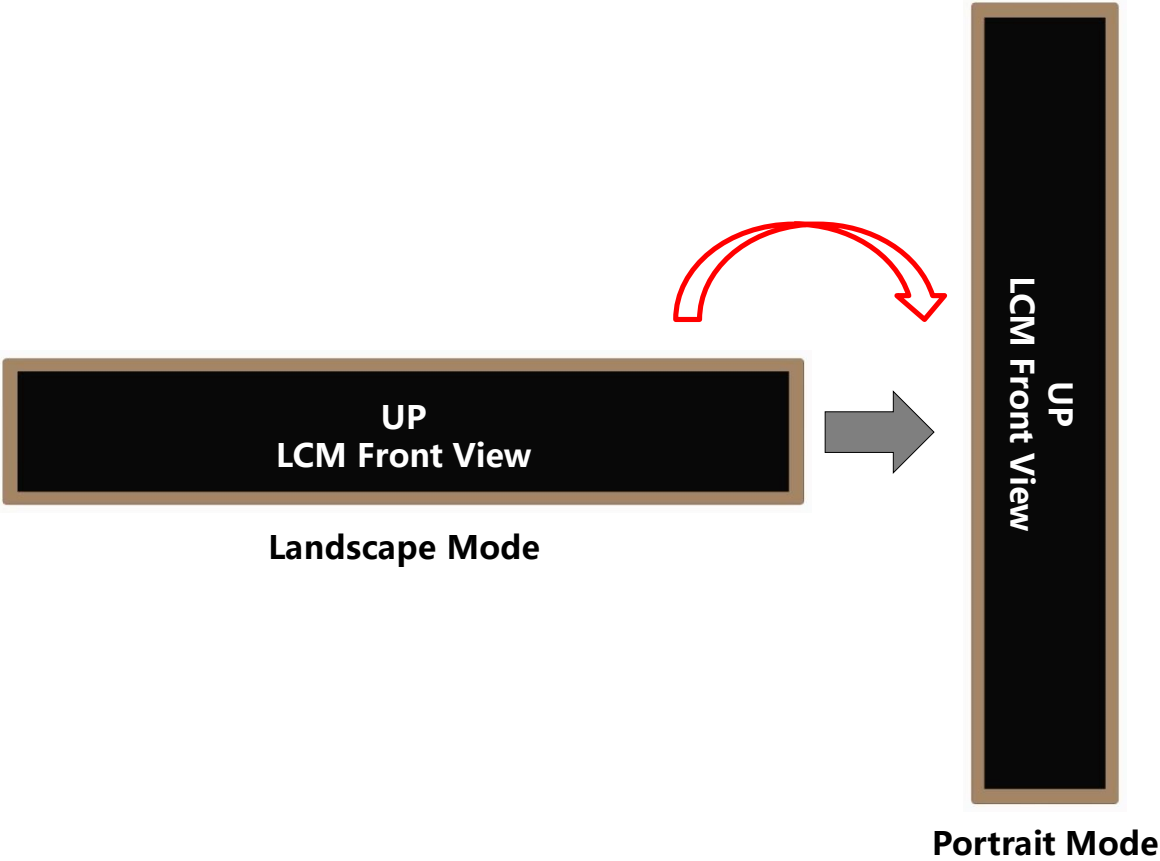 UP
LCM Front View
Landscape Mode
UP
LCM Front View
Portrait Mode